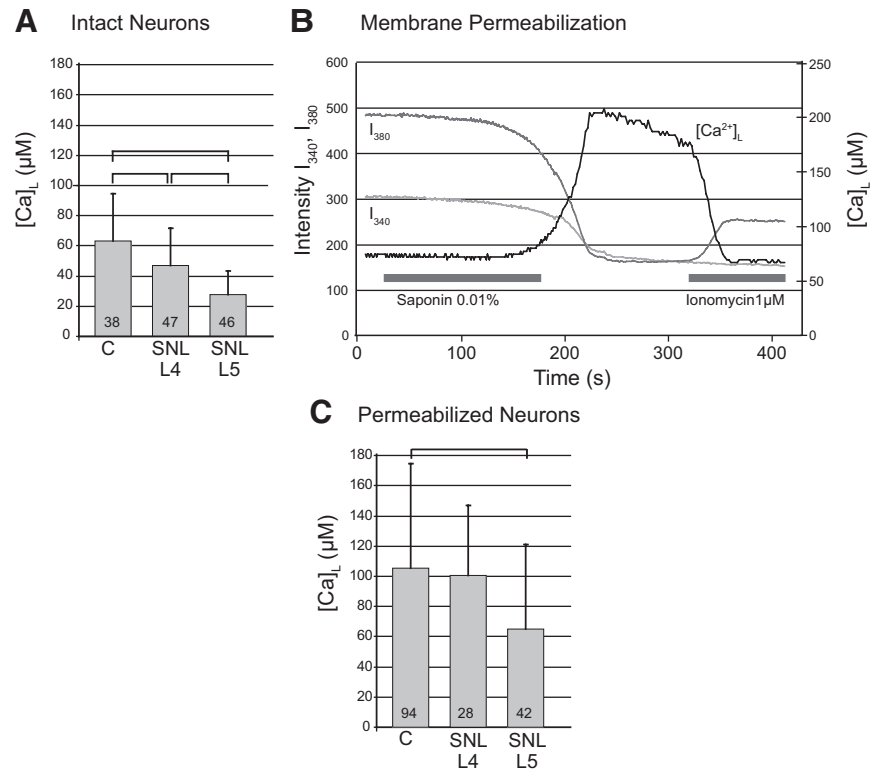 A Intact Neurons
[Ca]L (µM)
180
160
140
120
100
80
60
40
20
0
38
47
46
C
SNL
L4
SNL
L5
B Membrane Permeabilization
Intensity I340, I380
600
500
400
300
200
100
0
I380
I340
[Ca2+]L
Saponin 0.01%
Ionomycin1µM
0
100
200
300
400
Time (s)
250
200
150
100
50
0
[Ca]L (µM)
C Permeabilized Neurons
[Ca]L (µM)
180
160
140
120
100
80
60
40
20
0
94
28
42
C
SNL
L4
SNL
L5